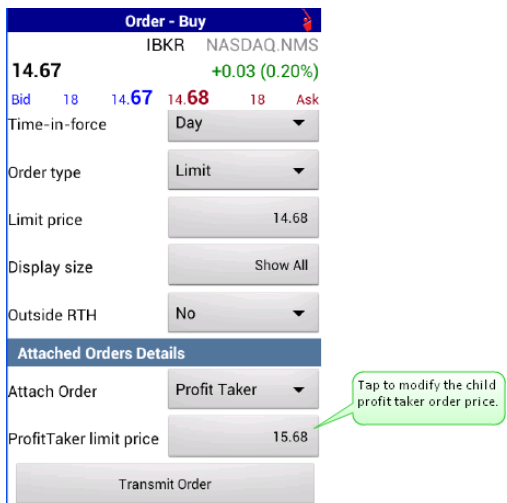 Order - Buy
IBKR NASDAQ.NMS
14.67 +0.03 (0.20%)
Bid 18 14.67 14.68 18 Ask
Time-in-force Day
Order type Limit
Limit price 14.68
Display size Show All
Outside RTH No
Attached Orders Details
Attach Order Profit Taker
Tap to modify the child
profit taker order price.
ProfitTaker limit price 15.68
Transmit Order